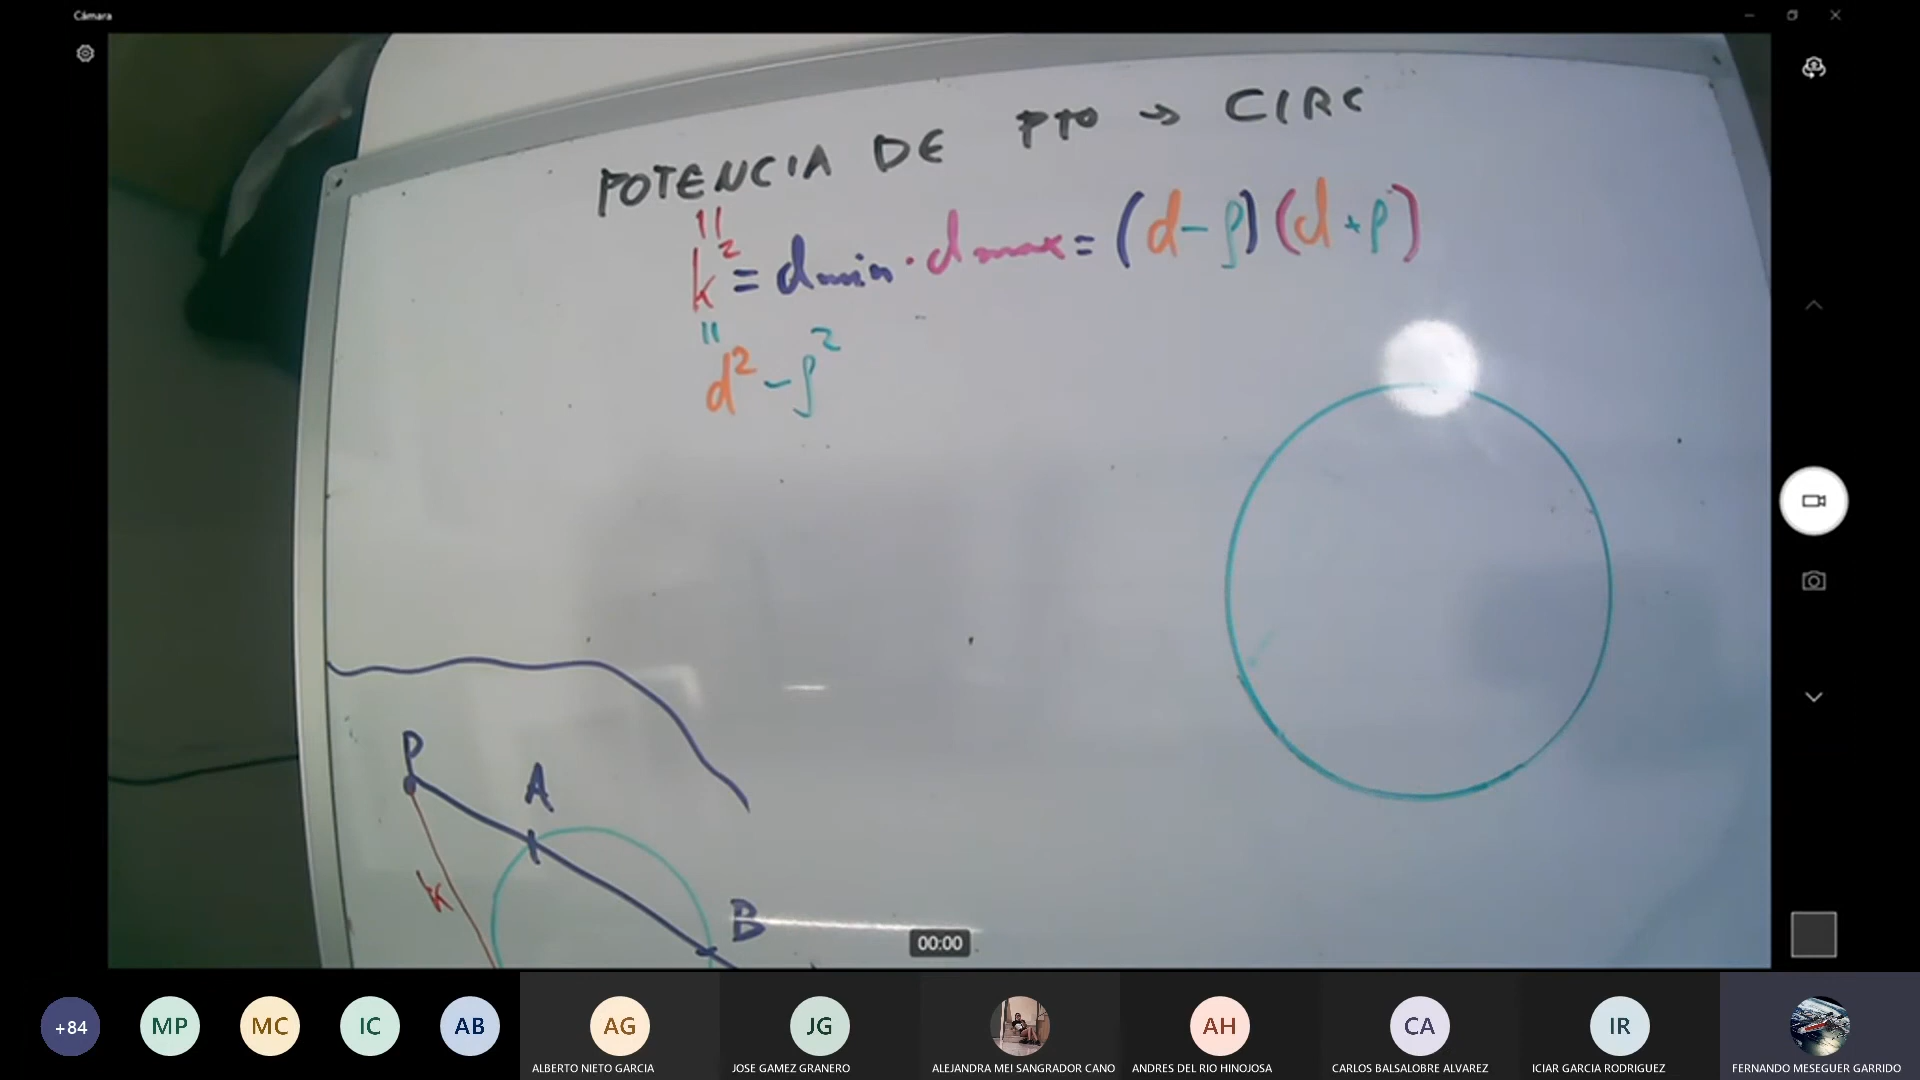 Cámara
POTENCIA DE PTO → CIRC
=
k² = dmin · dmax = (d - ρ)(d + ρ)
=
d² - ρ²
P
A
k
B
00:00
+84
MP
MC
IC
AB
AG
JG
AH
CA
IR
ALBERTO NIETO GARCIA
JOSE GAMEZ GRANERO
ALEJANDRA MEI SANGRADOR CANO
ANDRES DEL RIO HINOJOSA
CARLOS BALSALOBRE ALVAREZ
ICIAR GARCIA RODRIGUEZ
FERNANDO MESEGUER GARRIDO